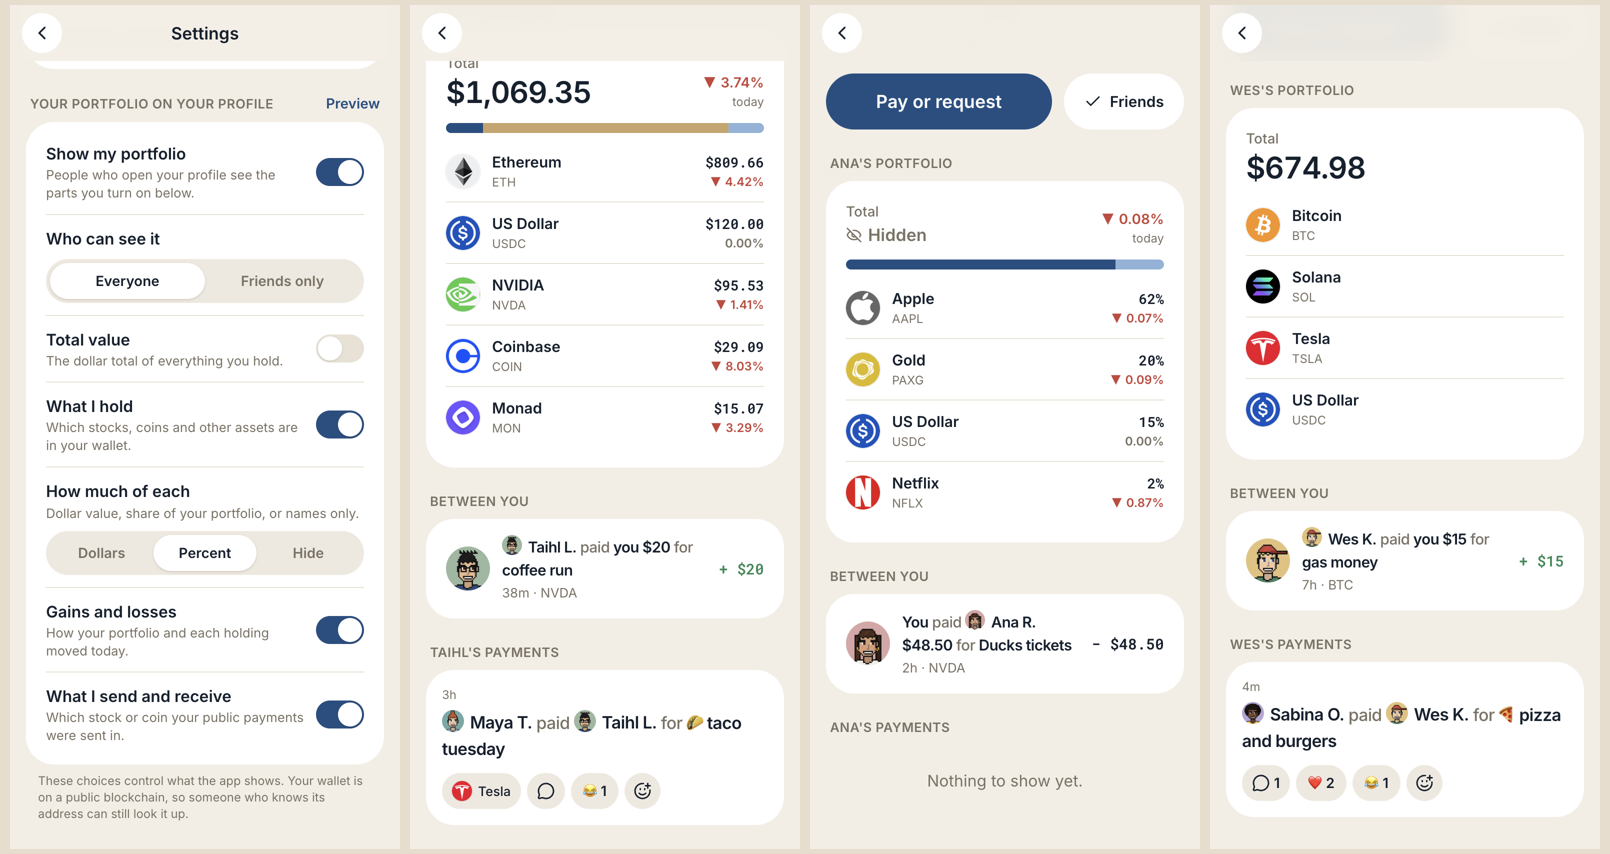 Settings
YOUR PORTFOLIO ON YOUR PROFILE
Preview
Show my portfolio
People who open your profile see the
parts you turn on below.
Who can see it
Everyone
Friends only
Total value
The dollar total of everything you hold.
What I hold
Which stocks, coins and other assets are
in your wallet.
How much of each
Dollar value, share of your portfolio, or names only.
Dollars
Percent
Hide
Gains and losses
How your portfolio and each holding
moved today.
What I send and receive
Which stock or coin your public payments
were sent in.
These choices control what the app shows. Your wallet is
on a public blockchain, so someone who knows its
address can still look it up.
Total
$1,069.35
▼ 3.74%
today
Ethereum
$809.66
ETH
▼ 4.42%
US Dollar
$120.00
USDC
0.00%
NVIDIA
$95.53
NVDA
▼ 1.41%
Coinbase
$29.09
COIN
▼ 8.03%
Monad
$15.07
MON
▼ 3.29%
BETWEEN YOU
Taihl L. paid you $20 for
coffee run
38m · NVDA
+ $20
TAIHL'S PAYMENTS
3h
Maya T. paid Taihl L. for 🌮 taco
tuesday
Tesla
😂 1
Pay or request
Friends
ANA'S PORTFOLIO
Total
Hidden
▼ 0.08%
today
Apple
62%
AAPL
▼ 0.07%
Gold
20%
PAXG
▼ 0.09%
US Dollar
15%
USDC
0.00%
Netflix
2%
NFLX
▼ 0.87%
BETWEEN YOU
You paid Ana R.
$48.50 for Ducks tickets
2h · NVDA
− $48.50
ANA'S PAYMENTS
Nothing to show yet.
WES'S PORTFOLIO
Total
$674.98
Bitcoin
BTC
Solana
SOL
Tesla
TSLA
US Dollar
USDC
BETWEEN YOU
Wes K. paid you $15 for
gas money
7h · BTC
+ $15
WES'S PAYMENTS
4m
Sabina O. paid Wes K. for 🍕 pizza
and burgers
1
❤️ 2
😂 1